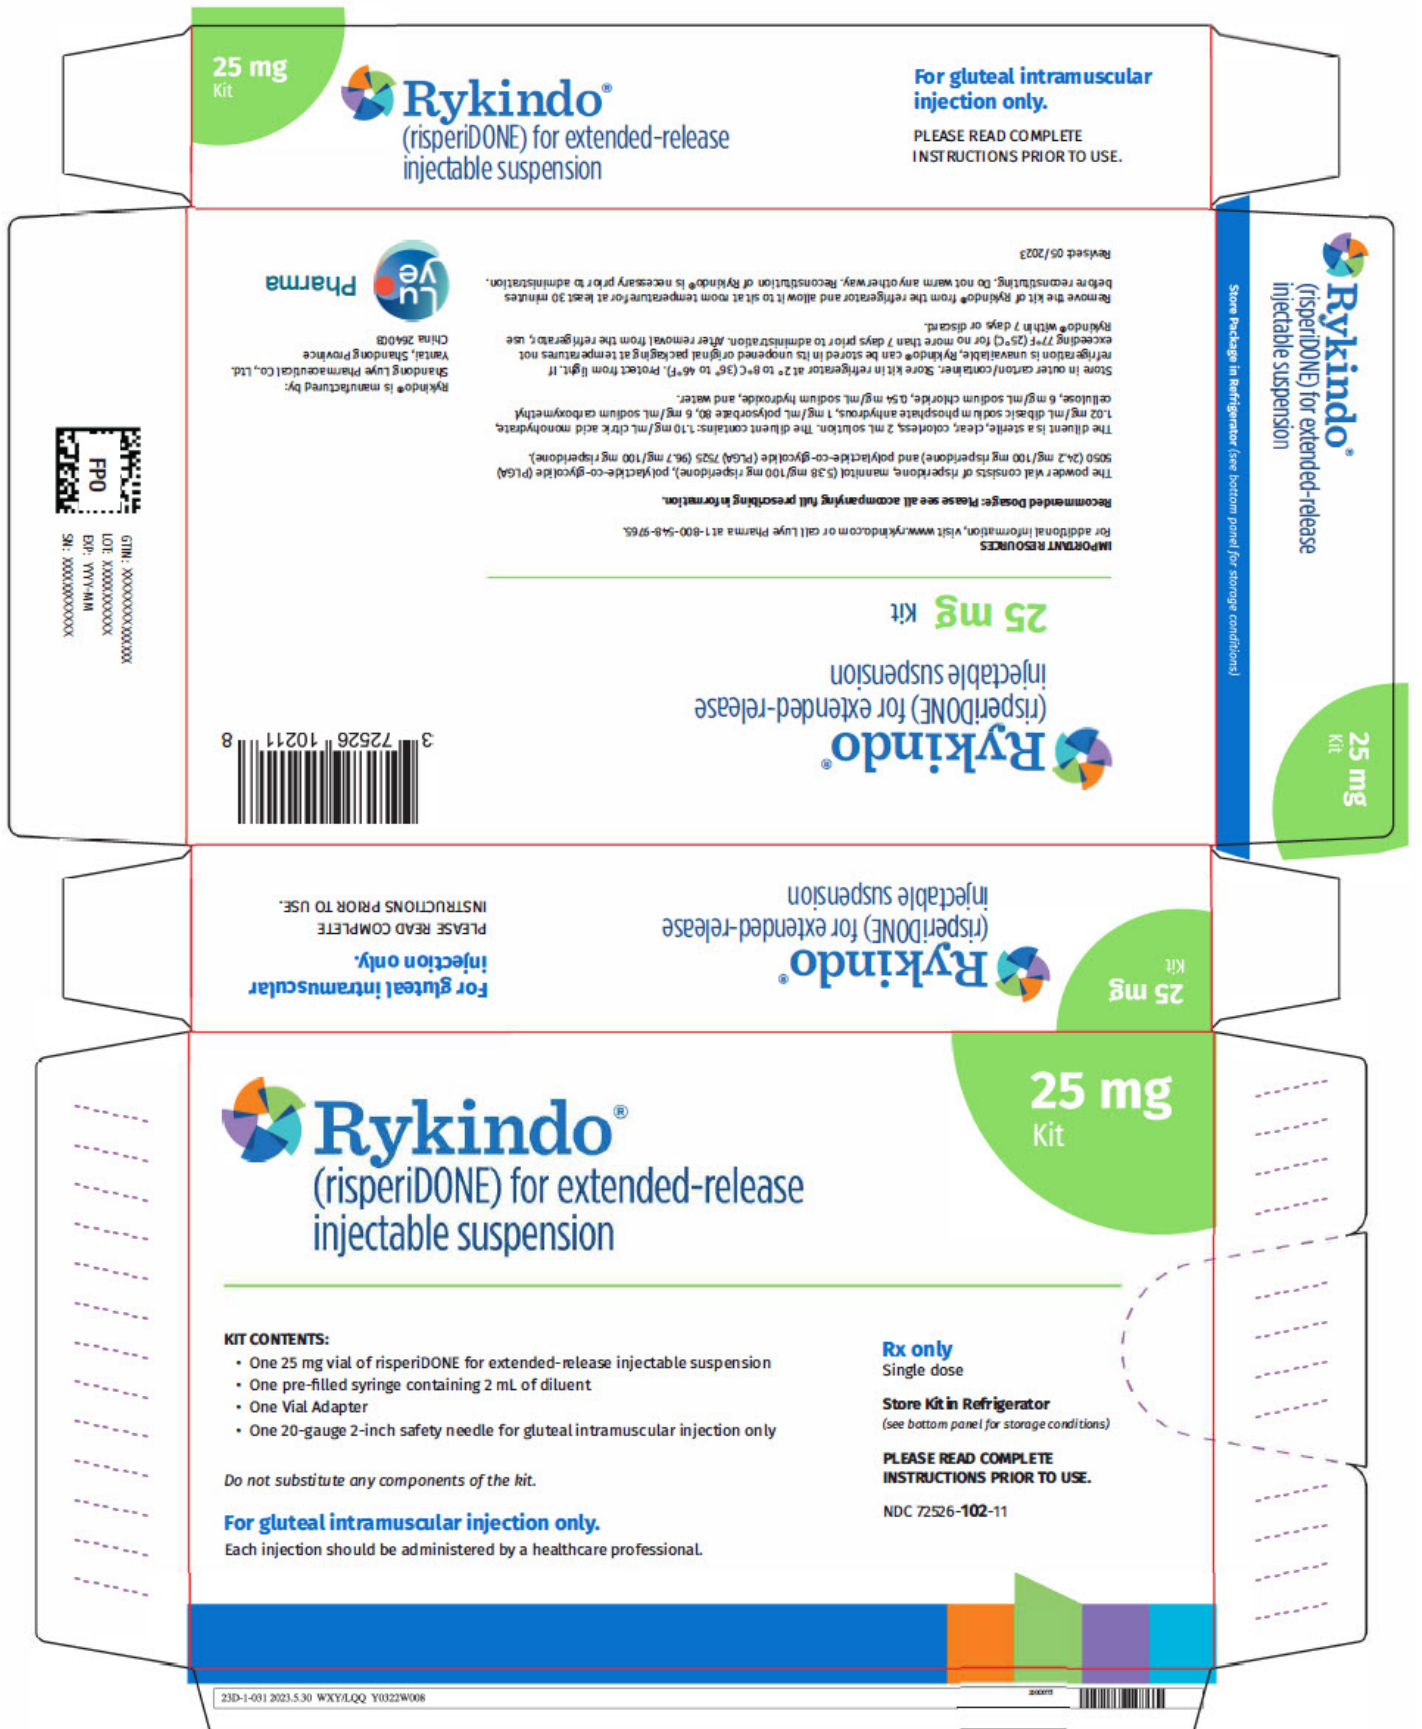 25 mg
Kit
Rykindo®
(risperiDONE) for extended-release
injectable suspension
For gluteal intramuscular
injection only.
PLEASE READ COMPLETE
INSTRUCTIONS PRIOR TO USE.
Rykindo®
(risperiDONE) for extended-release
injectable suspension
25 mg
Kit
Store Package in Refrigerator (see bottom panel for storage conditions)
Rykindo®
(risperiDONE) for extended-release
injectable suspension
25 mg Kit
IMPORTANT RESOURCES
For additional information, visit www.rykindo.com or call Luye Pharma at 1-800-548-9765.
Recommended Dosage: Please see all accompanying full prescribing information.
The powder vial consists of risperidone, mannitol (5.38 mg/100 mg risperidone), polylactide-co-glycolide (PLGA)
5050 (24.2 mg/100 mg risperidone) and polylactide-co-glycolide (PLGA) 7525 (96.7 mg/100 mg risperidone).
The diluent is a sterile, clear, colorless, 2 mL solution. The diluent contains: 1.10 mg/mL citric acid monohydrate,
1.02 mg/mL dibasic sodium phosphate anhydrous, 1 mg/mL polysorbate 80, 6 mg/mL sodium carboxymethyl
cellulose, 6 mg/mL sodium chloride, 0.54 mg/mL sodium hydroxide, and water.
Store in outer carton/container. Store kit in refrigerator at 2° to 8°C (36° to 46°F). Protect from light. If
refrigeration is unavailable, Rykindo® can be stored in its unopened original packaging at temperatures not
exceeding 77°F (25°C) for no more than 7 days prior to administration. After removal from the refrigerator, use
Rykindo® within 7 days or discard.
Remove the kit of Rykindo® from the refrigerator and allow it to sit at room temperature for at least 30 minutes
before reconstituting. Do not warm any other way. Reconstitution of Rykindo® is necessary prior to administration.
Revised: 05/2023
3 72526 10211 8
Rykindo® is manufactured by:
Shandong Luye Pharmaceutical Co., Ltd.
Yantai, Shandong Province
China 264003
Lu
ye
Pharma
FPO
GTIN: XXXXXXXXXXXXXX
LOT: XXXXXXXXXX
EXP: YYYY-MM
SN: XXXXXXXXXXXX
Rykindo®
(risperiDONE) for extended-release
injectable suspension
25 mg
Kit
For gluteal intramuscular
injection only.
PLEASE READ COMPLETE
INSTRUCTIONS PRIOR TO USE.
Rykindo®
(risperiDONE) for extended-release
injectable suspension
25 mg
Kit
KIT CONTENTS:
• One 25 mg vial of risperiDONE for extended-release injectable suspension
• One pre-filled syringe containing 2 mL of diluent
• One Vial Adapter
• One 20-gauge 2-inch safety needle for gluteal intramuscular injection only
Do not substitute any components of the kit.
For gluteal intramuscular injection only.
Each injection should be administered by a healthcare professional.
Rx only
Single dose
Store Kit in Refrigerator
(see bottom panel for storage conditions)
PLEASE READ COMPLETE
INSTRUCTIONS PRIOR TO USE.
NDC 72526-102-11
23D-1-031 2023.5.30 WXY/LQQ Y0322W008